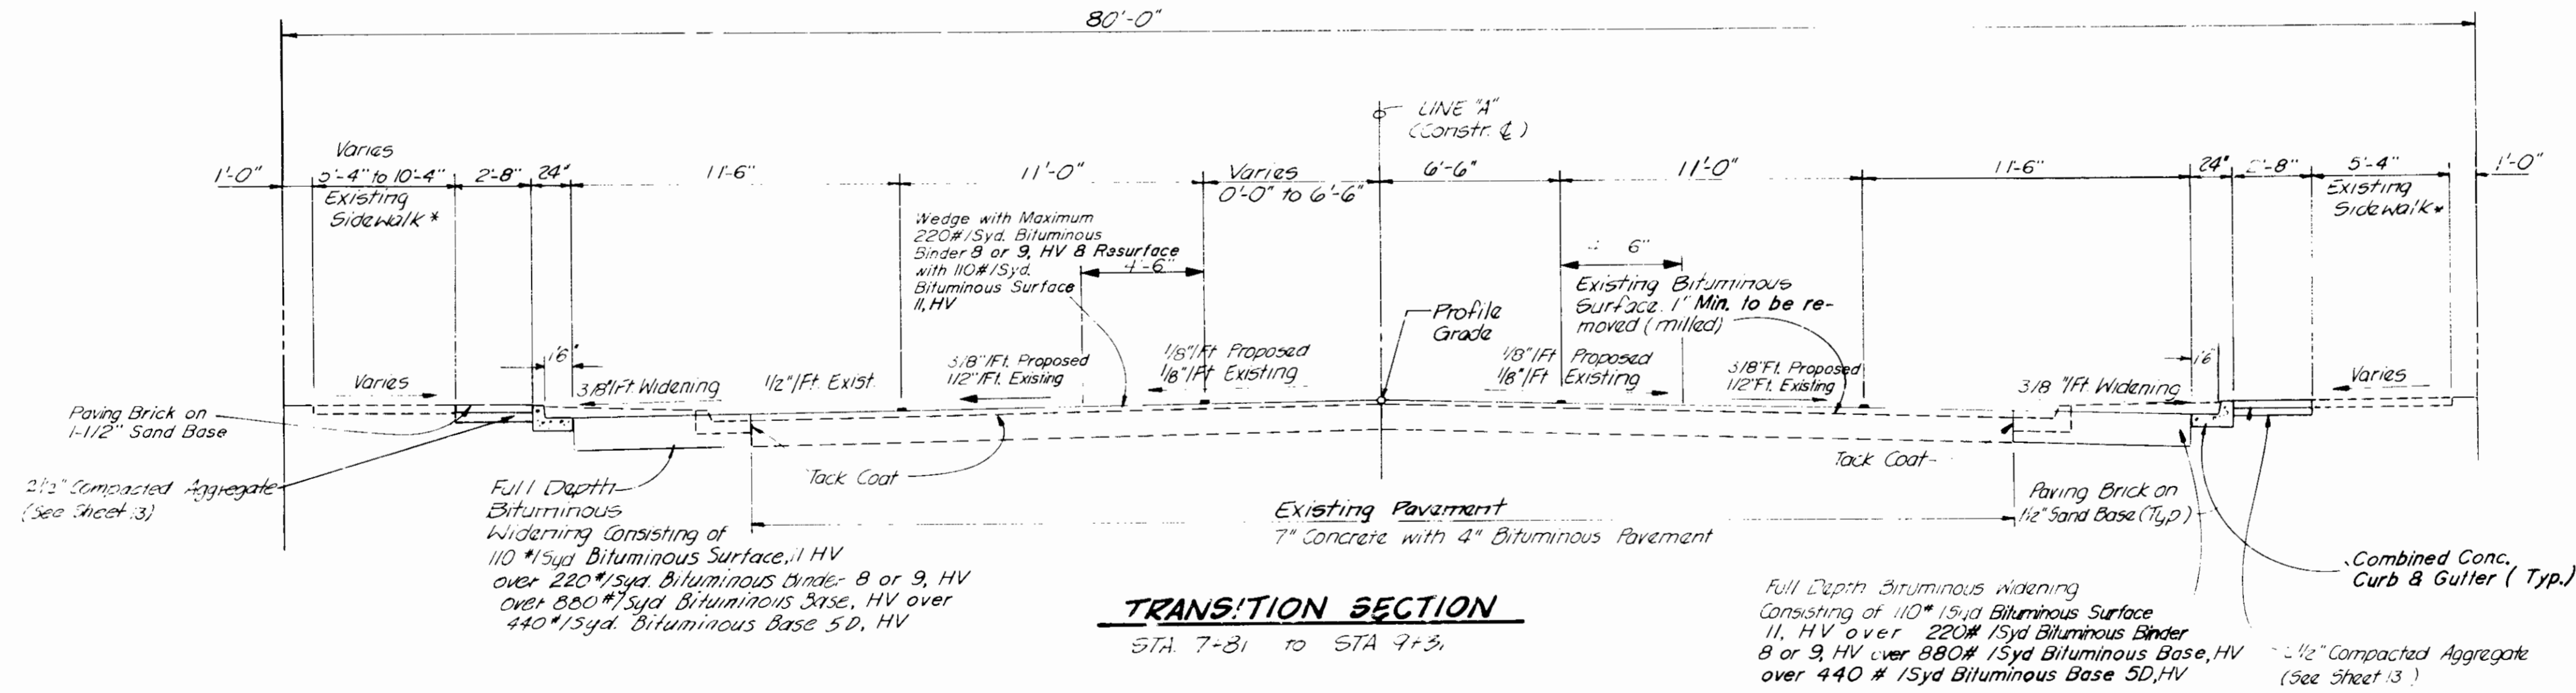 80'-0"
LINE "A"
(Constr. ℄)
Varies
1'-0"
5'-4" to 10'-4"
2'-8"
24"
11'-6"
11'-0"
Varies
0'-0" to 6'-6"
6'-6"
11'-0"
11'-6"
24"
2'-8"
5'-4"
1'-0"
Existing
Sidewalk *
Existing
Sidewalk *
Wedge with Maximum
220#/Syd. Bituminous
Binder 8 or 9, HV & Resurface
with 110#/Syd.
Bituminous Surface
11, HV
4'-6"
6"
Existing Bituminous
Surface. 1" Min. to be re-
moved (milled)
Profile
Grade
1'6"
1'6"
Varies
3/8"/Ft Widening
1/2"/Ft. Exist.
3/8"/Ft. Proposed
1/2"/Ft. Existing
1/8"/Ft Proposed
1/8"/Ft Existing
1/8"/Ft Proposed
1/8"/Ft Existing
3/8"Ft. Proposed
1/2"Ft. Existing
3/8 "/Ft Widening
Varies
Paving Brick on
1-1/2" Sand Base
2 1/2" Compacted Aggregate
(See Sheet 13)
Full Depth
Bituminous
Widening Consisting of
110 #/Syd Bituminous Surface, 11 HV
over 220#/Syd. Bituminous Binder 8 or 9, HV
over 880#/Syd Bituminous Base, HV over
440#/Syd. Bituminous Base 5D, HV
Tack Coat
Existing Pavement
7" Concrete with 4" Bituminous Pavement
Tack Coat
Paving Brick on
1 1/2" Sand Base (Typ)
Combined Conc.
Curb & Gutter ( Typ.)
TRANSITION SECTION
STA. 7+81 to STA 9+31
Full Depth Bituminous Widening
Consisting of 110# /Syd Bituminous Surface
11, HV over 220# /Syd Bituminous Binder
8 or 9, HV over 880# /Syd Bituminous Base, HV
over 440 # /Syd Bituminous Base 5D,HV
Compacted Aggregate
(See Sheet 13 )